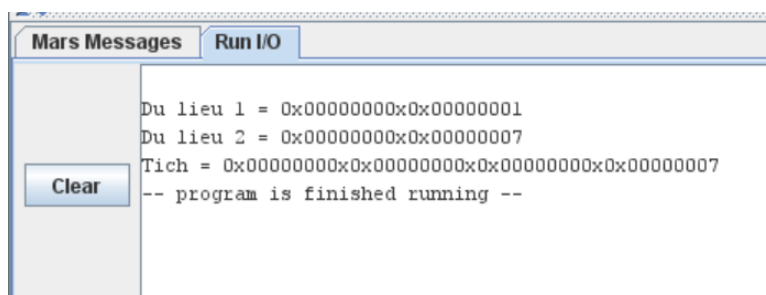 Mars Messages Run I/O
Du lieu 1 = 0x00000000x0x00000001
Du lieu 2 = 0x00000000x0x00000007
Tich = 0x00000000x0x00000000x0x00000000x0x00000007
Clear
-- program is finished running --